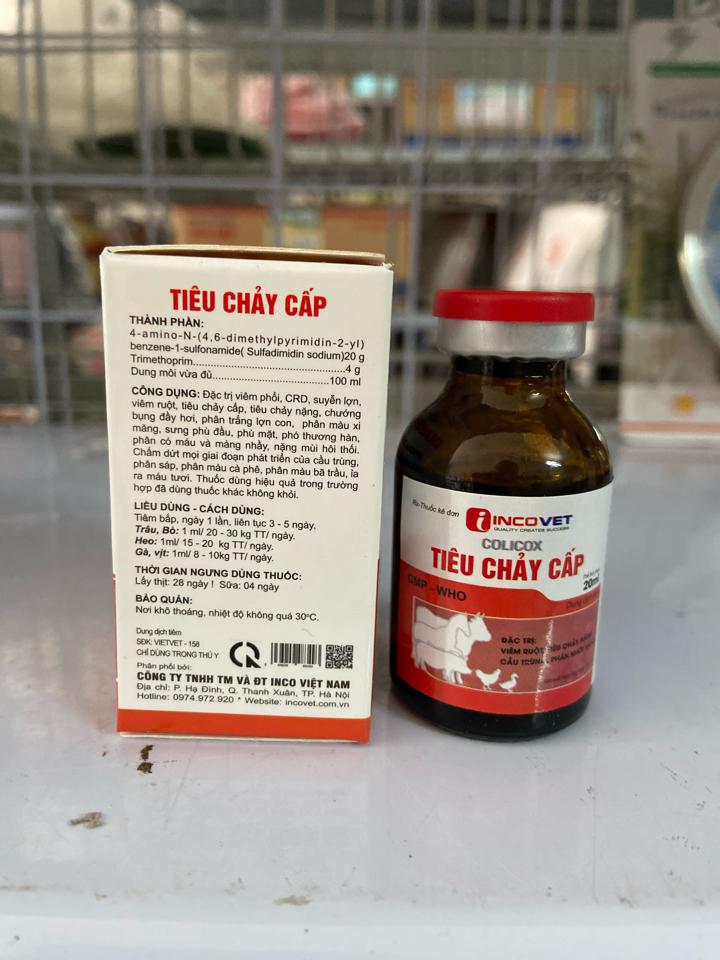 TIÊU CHẢY CẤP
THÀNH PHẦN:
4-amino-N-(4,6-dimethylpyrimidin-2-yl)
benzene-1-sulfonamide( Sulfadimidin sodium)20 g
Trimethoprim................................................4 g
Dung môi vừa đủ....................................100 ml
CÔNG DỤNG: Đặc trị viêm phổi, CRD, suyễn lợn,
viêm ruột, tiêu chảy cấp, tiêu chảy nặng, chướng
bụng đầy hơi, phân trắng lợn con, phân màu xi
măng, sưng phù đầu, phù mặt, phó thương hàn,
phân có máu và màng nhầy, nặng mùi hôi thối.
Chấm dứt mọi giai đoạn phát triển của cầu trùng,
phân sáp, phân màu cà phê, phân màu bã trầu, ỉa
ra máu tươi. Thuốc dùng hiệu quả trong trường
hợp đã dùng thuốc khác không khỏi.
LIỀU DÙNG - CÁCH DÙNG:
Tiêm bắp, ngày 1 lần, liên tục 3 - 5 ngày.
Trâu, Bò: 1 ml/ 20 - 30 kg TT/ ngày.
Heo: 1ml/ 15 - 20 kg TT/ ngày.
Gà, vịt: 1ml/ 8 - 10kg TT/ ngày.
THỜI GIAN NGƯNG DÙNG THUỐC:
Lấy thịt: 28 ngày ! Sữa: 04 ngày
BẢO QUẢN:
Nơi khô thoáng, nhiệt độ không quá 30ºC.
Dung dịch tiêm
SĐK: VIETVET - 158
CHỈ DÙNG TRONG THÚ Y
Phân phối bởi:
CÔNG TY TNHH TM VÀ ĐT INCO VIỆT NAM
Địa chỉ: P. Hạ Đình, Q. Thanh Xuân, TP. Hà Nội
Hotline: 0974.972.920 * Website: incovet.com.vn
Rx-Thuốc kê đơn
INCOVET
QUALITY CREATES SUCCESS
COLICOX
TIÊU CHẢY CẤP
20ml
GMP - WHO
ĐẶC TRỊ:
VIÊM RUỘT, TIÊU CHẢY
CẦU TRÙNG, PHÂN